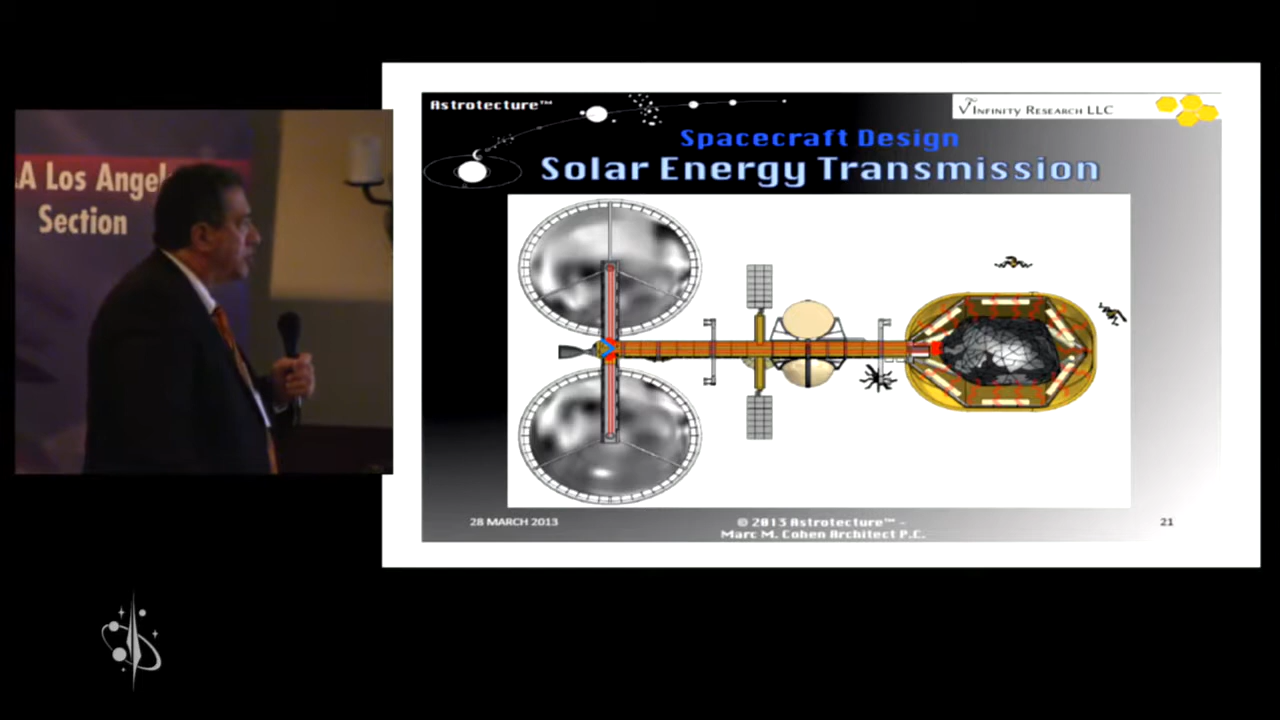 A Los Angel
Section
Astrotecture™
INFINITY RESEARCH LLC
Spacecraft Design
Solar Energy Transmission
28 MARCH 2013
© 2013 Astrotecture™ -
Marc M. Cohen Architect P.C.
21